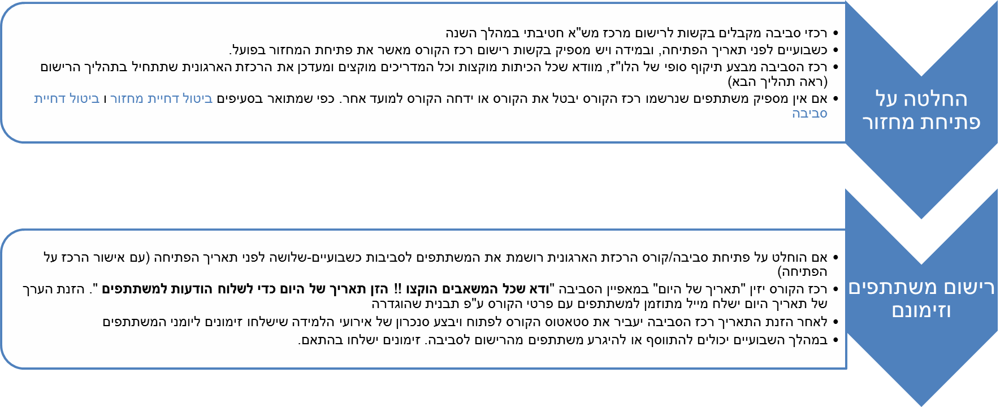 החלטה על
פתיחת מחזור
• רכזי סביבה מקבלים בקשות לרישום מרכז מש"א חטיבתי במהלך השנה
• כשבועיים לפני תאריך הפתיחה, ובמידה ויש מספיק בקשות רישום רכז הקורס מאשר את פתיחת המחזור בפועל.
• רכז הסביבה מבצע תיקוף סופי של הלו"ז, מוודא שכל הכיתות מוקצות וכל המדריכים מוקצים ומעדכן את הרכזת הארגונית שתתחיל בתהליך הרישום
(ראה תהליך הבא)
• אם אין מספיק משתתפים שנרשמו רכז הקורס יבטל את הקורס או ידחה הקורס למועד אחר. כפי שמתואר בסעיפים ביטול דחיית מחזור ו ביטול דחיית
סביבה
רישום משתתפים
וזימונם
• אם הוחלט על פתיחת סביבה/קורס הרכזת הארגונית רושמת את המשתתפים לסביבות כשבועיים-שלושה לפני תאריך הפתיחה (עם אישור הרכז על
הפתיחה)
• רכז הקורס יזין "תאריך של היום" במאפיין הסביבה "ודא שכל המשאבים הוקצו !! הזן תאריך של היום כדי לשלוח הודעות למשתתפים ". הזנת הערך
של תאריך היום ישלח מייל מתוזמן למשתתפים עם פרטי הקורס ע"פ תבנית שהוגדרה
• לאחר הזנת התאריך רכז הסביבה יעביר את סטאטוס הקורס לפתוח ויבצע סנכרון של אירועי הלמידה שישלחו זימונים ליומני המשתתפים
• במהלך השבועיים יכולים להתווסף או להיגרע משתתפים מהרישום לסביבה. זימונים ישלחו בהתאם.